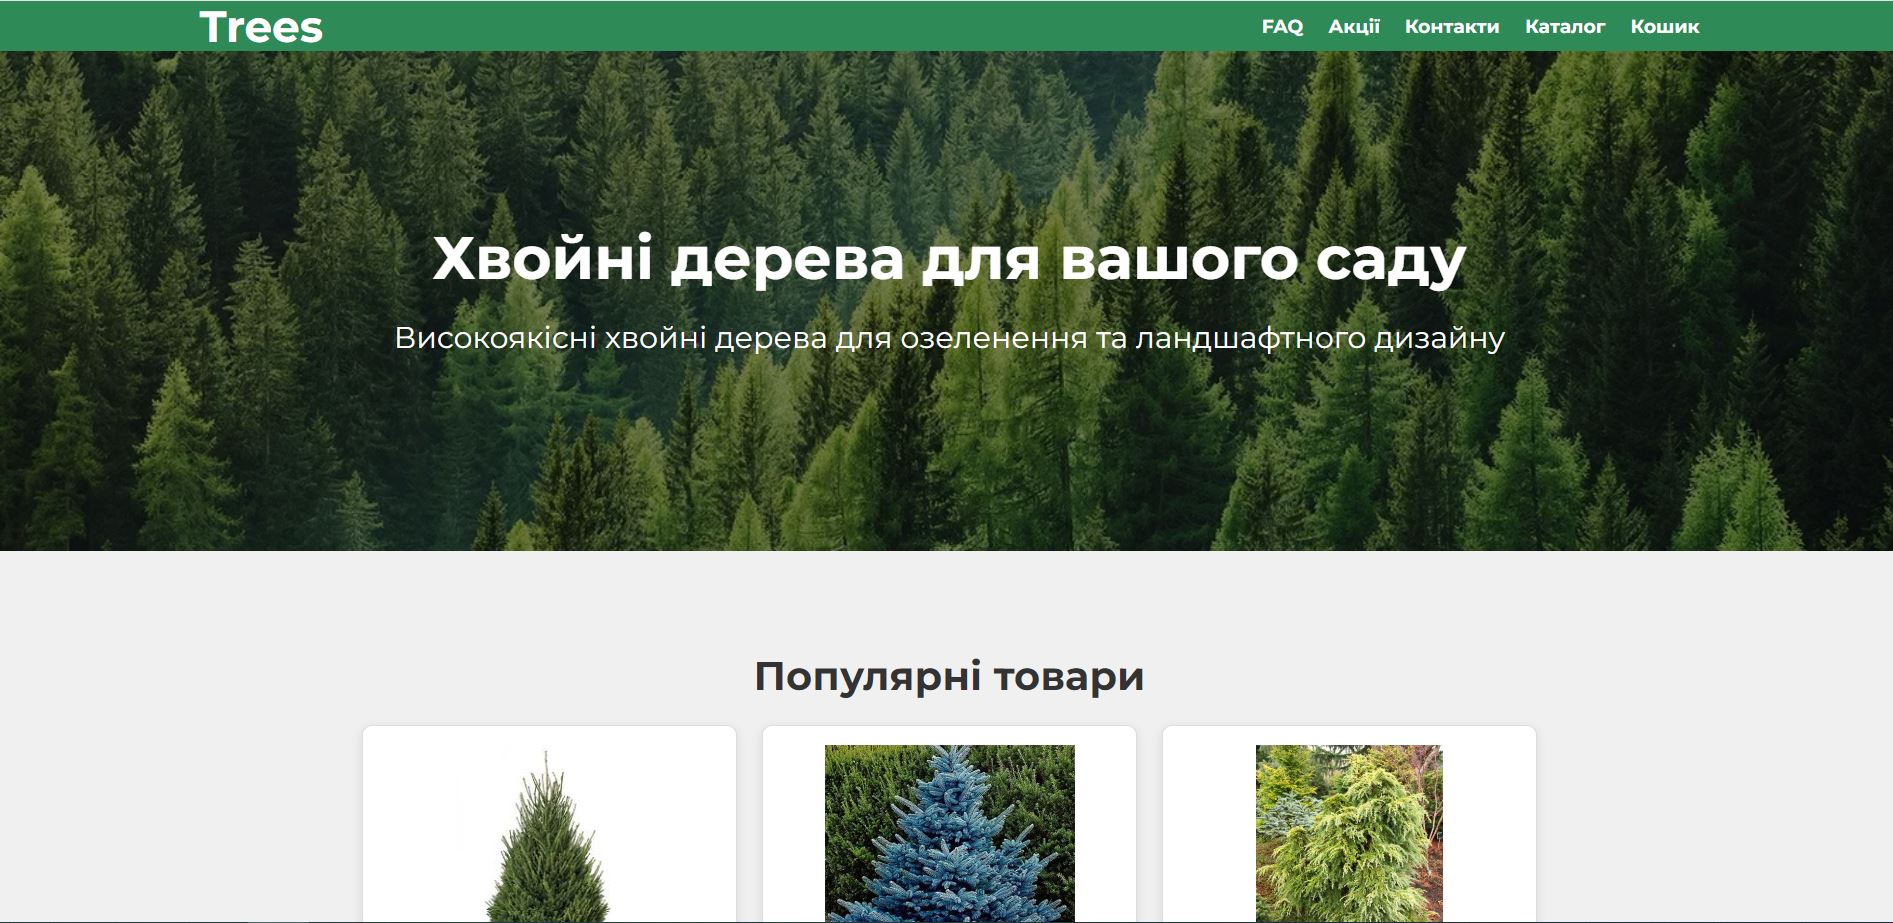 Trees
FAQ Акції Контакти Каталог Кошик
Хвойні дерева для вашого саду
Високоякісні хвойні дерева для озеленення та ландшафтного дизайну
Популярні товари